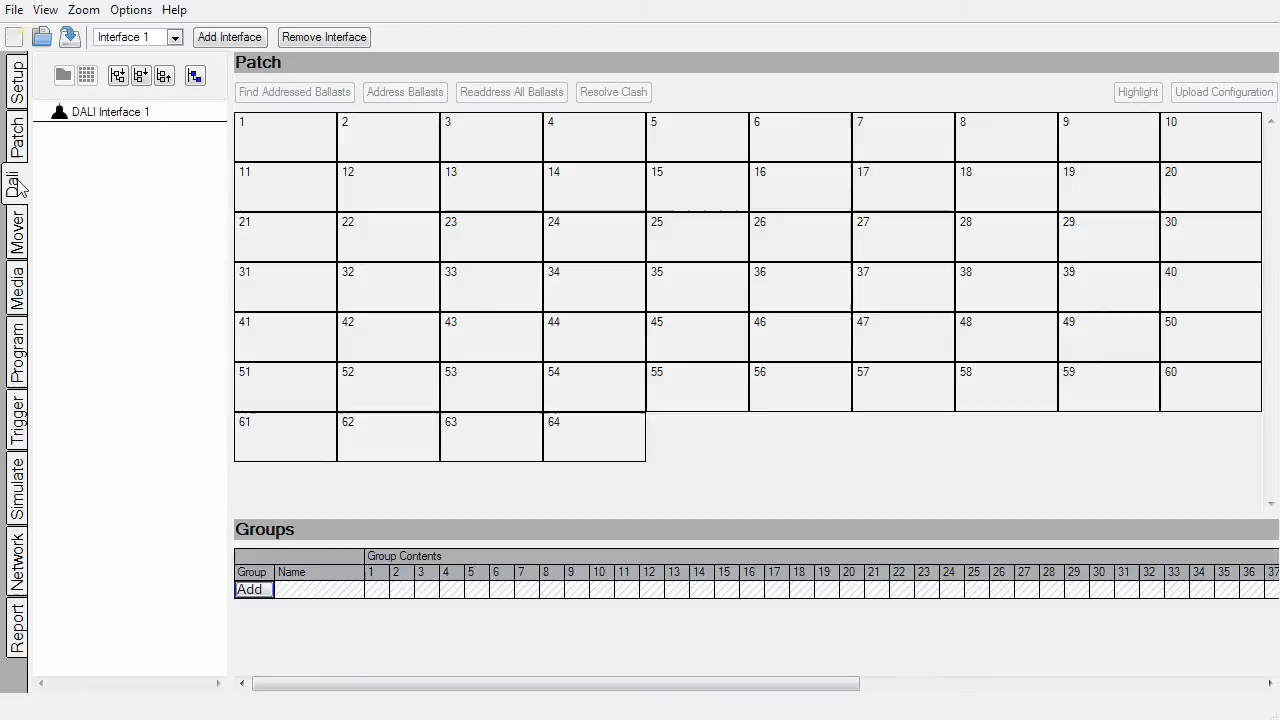 File View Zoom Options Help
Interface 1 Add Interface Remove Interface
Setup
Patch
Dali
Mover
Media
Program
Trigger
Simulate
Network
Report
DALI Interface 1
Patch
Find Addressed Ballasts Address Ballasts Readdress All Ballasts Resolve Clash Highlight Upload Configuration
1 2 3 4 5 6 7 8 9 10
11 12 13 14 15 16 17 18 19 20
21 22 23 24 25 26 27 28 29 30
31 32 33 34 35 36 37 38 39 40
41 42 43 44 45 46 47 48 49 50
51 52 53 54 55 56 57 58 59 60
61 62 63 64
Groups
Group Contents
Group Name 1 2 3 4 5 6 7 8 9 10 11 12 13 14 15 16 17 18 19 20 21 22 23 24 25 26 27 28 29 30 31 32 33 34 35 36 37
Add